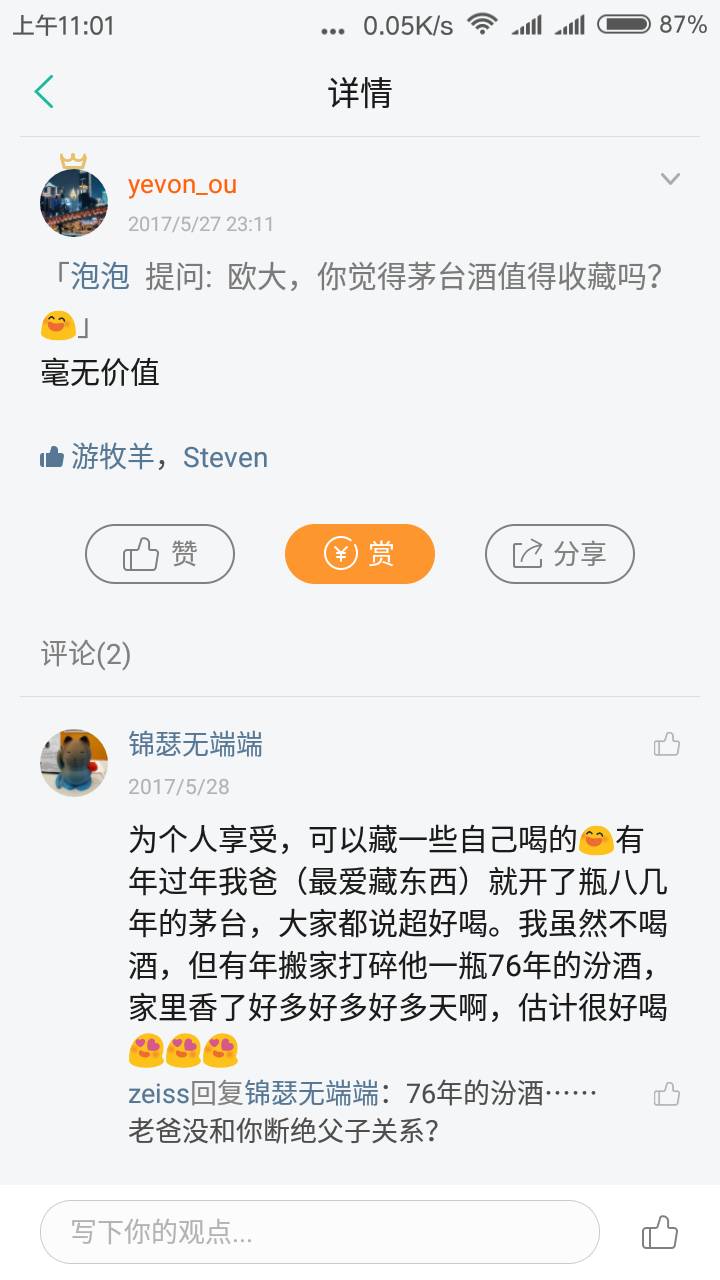 上午11:01 ... 0.05K/s 87%
详情
yevon_ou
2017/5/27 23:11
「泡泡 提问: 欧大，你觉得茅台酒值得收藏吗？
😄」
毫无价值
游牧羊，Steven
赞 赏 分享
评论(2)
锦瑟无端端
2017/5/28
为个人享受，可以藏一些自己喝的😄有
年过年我爸（最爱藏东西）就开了瓶八几
年的茅台，大家都说超好喝。我虽然不喝
酒，但有年搬家打碎他一瓶76年的汾酒，
家里香了好多好多好多天啊，估计很好喝
😍😍😍
zeiss回复锦瑟无端端：76年的汾酒……
老爸没和你断绝父子关系？
写下你的观点...